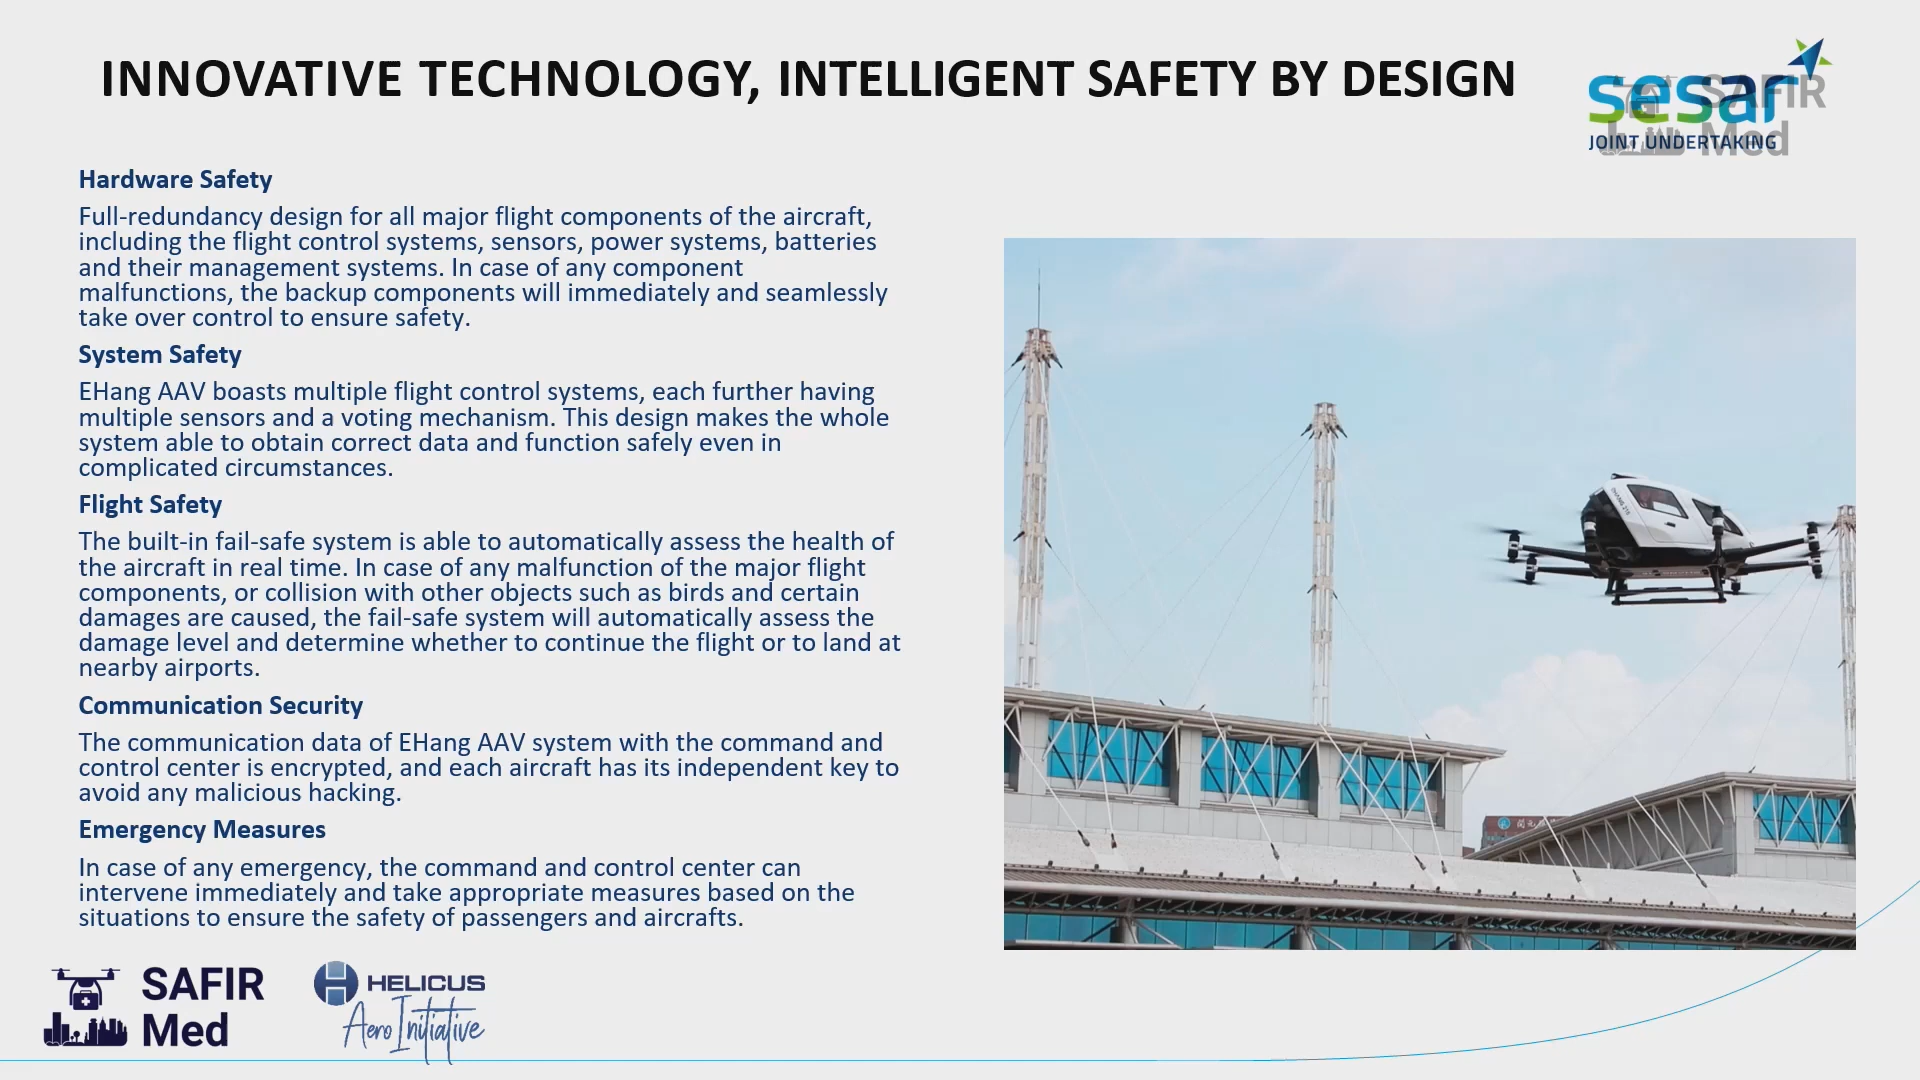 INNOVATIVE TECHNOLOGY, INTELLIGENT SAFETY BY DESIGN
sesar
JOINT UNDERTAKING
SAFIR
Med
Hardware Safety
Full-redundancy design for all major flight components of the aircraft,
including the flight control systems, sensors, power systems, batteries
and their management systems. In case of any component
malfunctions, the backup components will immediately and seamlessly
take over control to ensure safety.
System Safety
EHang AAV boasts multiple flight control systems, each further having
multiple sensors and a voting mechanism. This design makes the whole
system able to obtain correct data and function safely even in
complicated circumstances.
Flight Safety
The built-in fail-safe system is able to automatically assess the health of
the aircraft in real time. In case of any malfunction of the major flight
components, or collision with other objects such as birds and certain
damages are caused, the fail-safe system will automatically assess the
damage level and determine whether to continue the flight or to land at
nearby airports.
Communication Security
The communication data of EHang AAV system with the command and
control center is encrypted, and each aircraft has its independent key to
avoid any malicious hacking.
Emergency Measures
In case of any emergency, the command and control center can
intervene immediately and take appropriate measures based on the
situations to ensure the safety of passengers and aircrafts.
SAFIR
Med
HELICUS
Aero Initiative